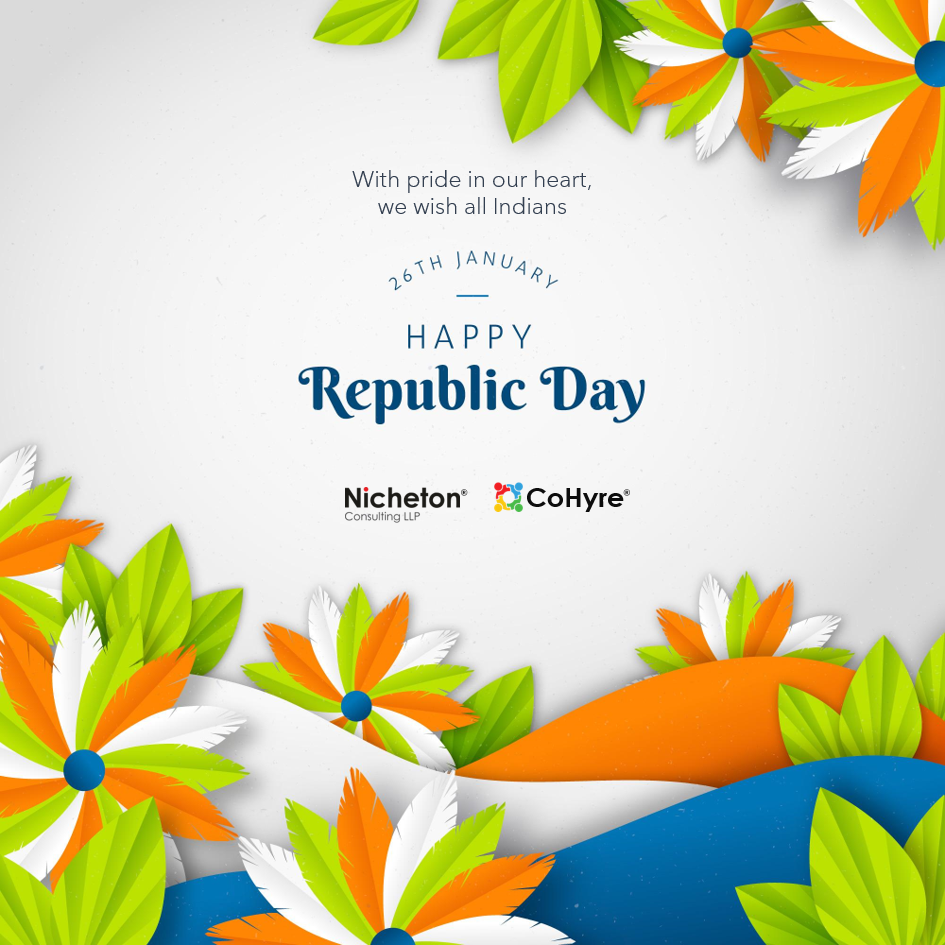 With pride in our heart,
we wish all Indians
26TH JANUARY
HAPPY
Republic Day
Nicheton®
Consulting LLP
CoHyre®